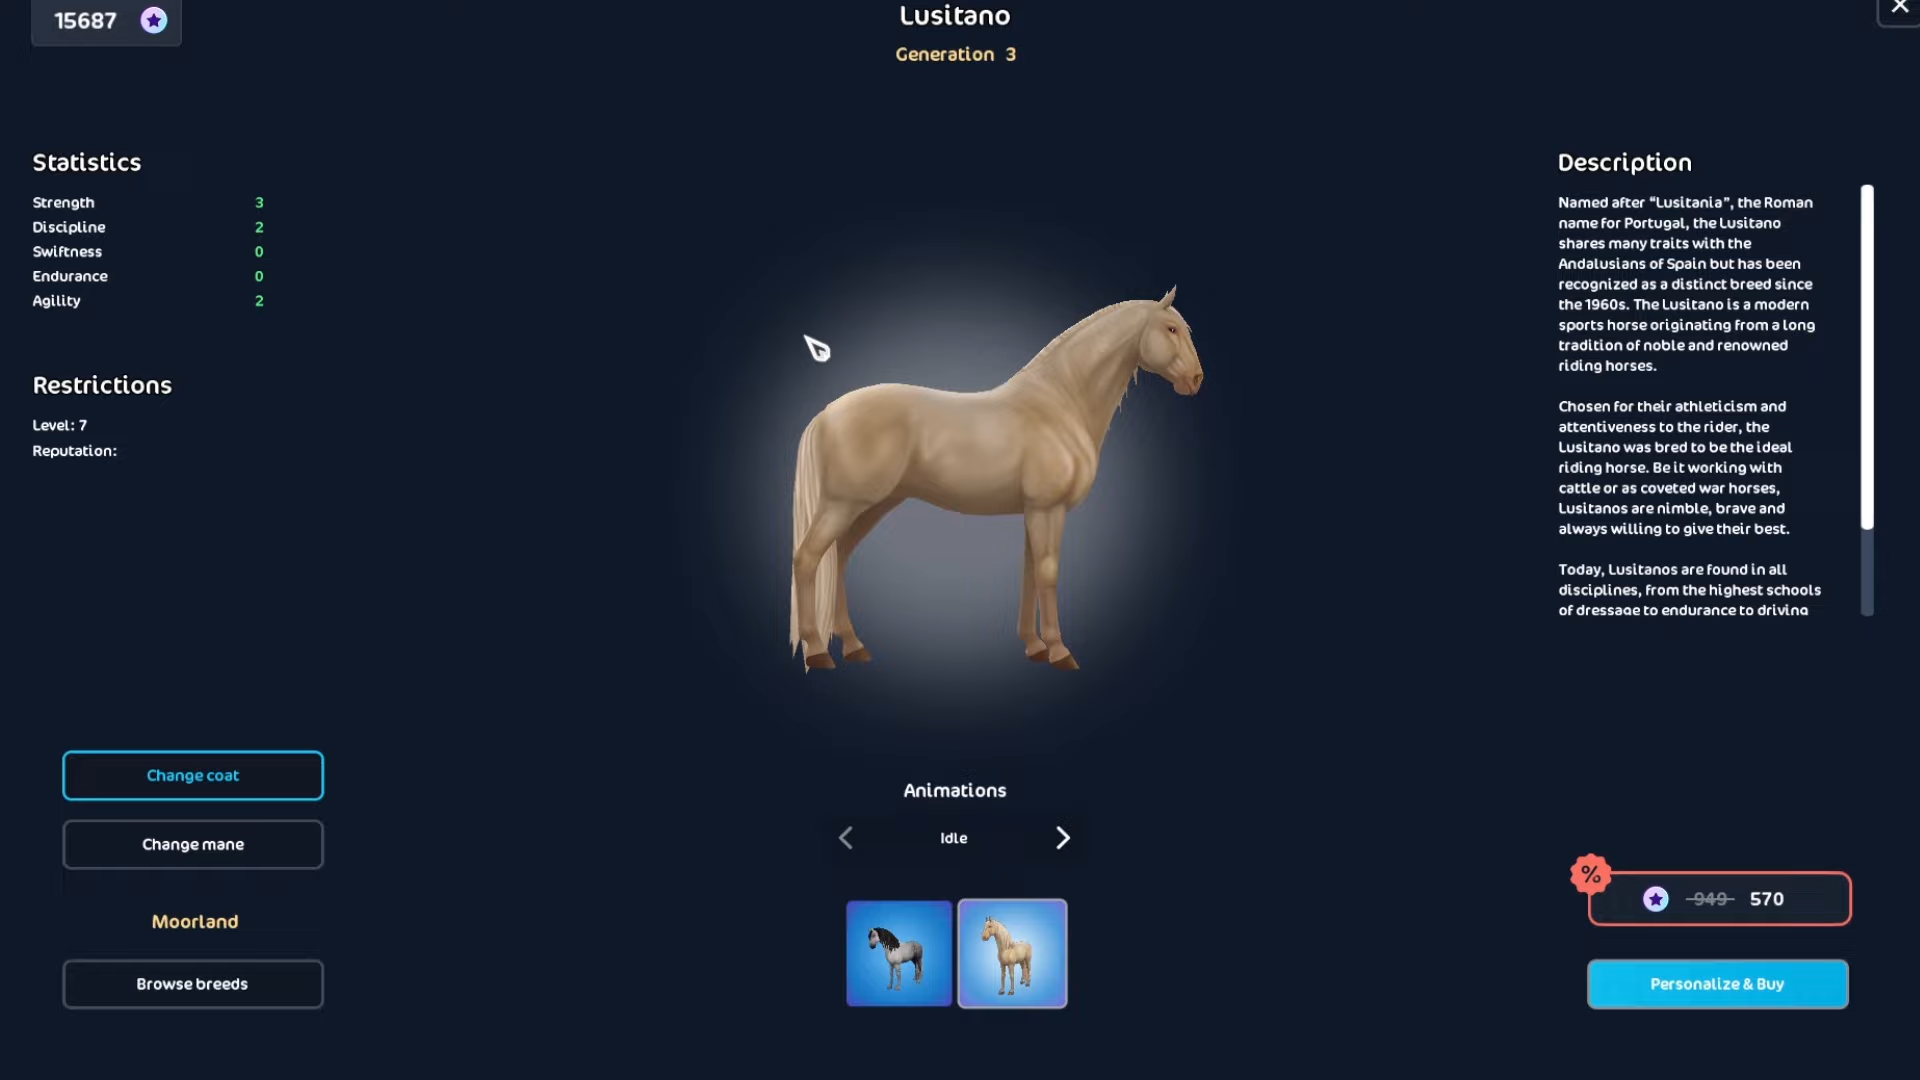 15687
Lusitano
Generation 3
Statistics
Strength 3
Discipline 2
Swiftness 0
Endurance 0
Agility 2
Restrictions
Level: 7
Reputation:
Description
Named after “Lusitania”, the Roman
name for Portugal, the Lusitano
shares many traits with the
Andalusians of Spain but has been
recognized as a distinct breed since
the 1960s. The Lusitano is a modern
sports horse originating from a long
tradition of noble and renowned
riding horses.
Chosen for their athleticism and
attentiveness to the rider, the
Lusitano was bred to be the ideal
riding horse. Be it working with
cattle or as coveted war horses,
Lusitanos are nimble, brave and
always willing to give their best.
Today, Lusitanos are found in all
disciplines, from the highest schools
of dressage to endurance to driving
Change coat
Change mane
Moorland
Browse breeds
Animations
Idle
%
949 570
Personalize & Buy